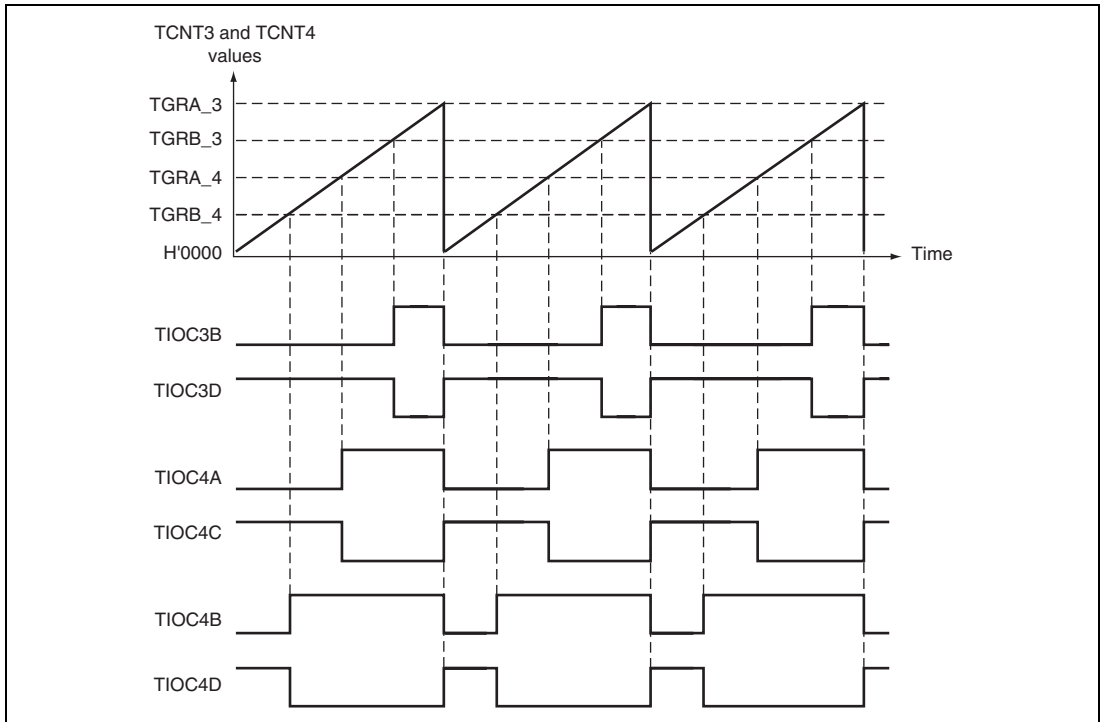 TCNT3 and TCNT4
values
TGRA_3
TGRB_3
TGRA_4
TGRB_4
H'0000
Time
TIOC3B
TIOC3D
TIOC4A
TIOC4C
TIOC4B
TIOC4D